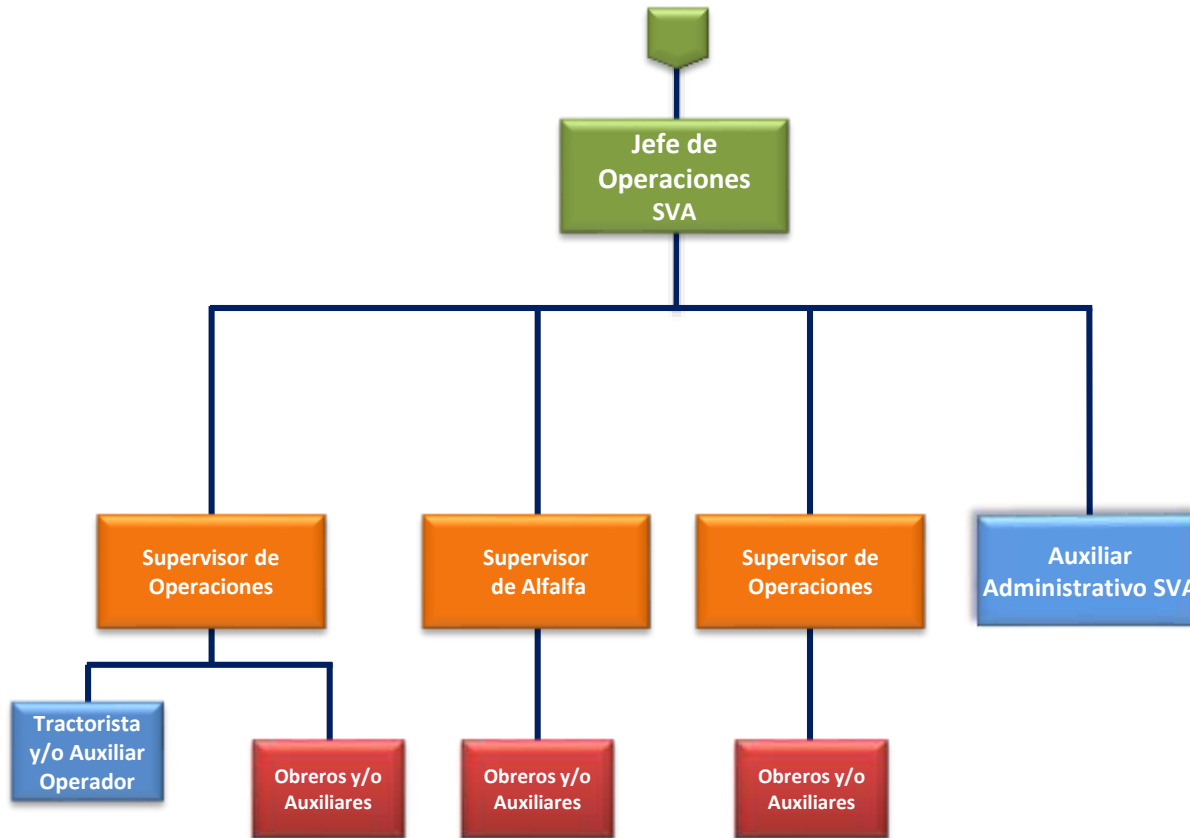 Jefe de
Operaciones
SVA
Supervisor de
Operaciones
Supervisor
de Alfalfa
Supervisor de
Operaciones
Auxiliar
Administrativo SVA
Tractorista
y/o Auxiliar
Operador
Obreros y/o
Auxiliares
Obreros y/o
Auxiliares
Obreros y/o
Auxiliares